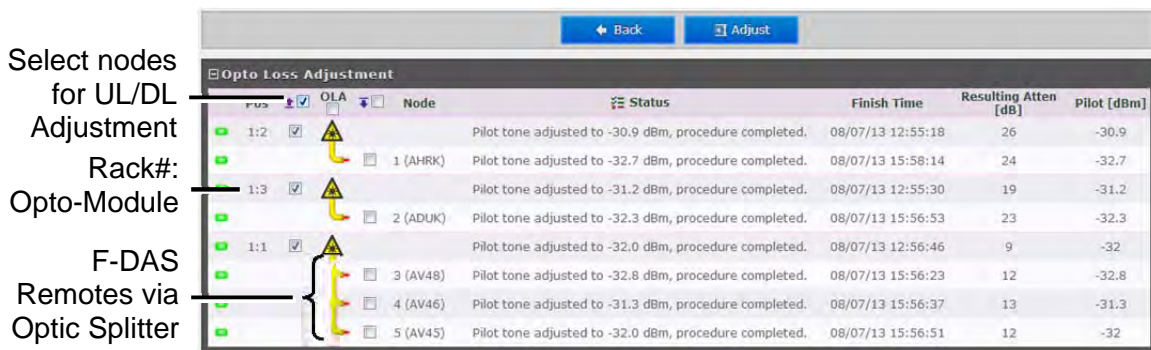 Back Adjust
Select nodes
for UL/DL
Adjustment
Rack#:
Opto-Module
F-DAS
Remotes via
Optic Splitter
Opto Loss Adjustment
Pos OLA Node Status Finish Time Resulting Atten [dB] Pilot [dBm]
1:2 Pilot tone adjusted to -30.9 dBm, procedure completed. 08/07/13 12:55:18 26 -30.9
1 (AHRK) Pilot tone adjusted to -32.7 dBm, procedure completed. 08/07/13 15:58:14 24 -32.7
1:3 Pilot tone adjusted to -31.2 dBm, procedure completed. 08/07/13 12:55:30 19 -31.2
2 (ADUK) Pilot tone adjusted to -32.3 dBm, procedure completed. 08/07/13 15:56:53 23 -32.3
1:1 Pilot tone adjusted to -32.0 dBm, procedure completed. 08/07/13 12:56:46 9 -32
3 (AV48) Pilot tone adjusted to -32.8 dBm, procedure completed. 08/07/13 15:56:23 12 -32.8
4 (AV46) Pilot tone adjusted to -31.3 dBm, procedure completed. 08/07/13 15:56:37 13 -31.3
5 (AV45) Pilot tone adjusted to -32.0 dBm, procedure completed. 08/07/13 15:56:51 12 -32